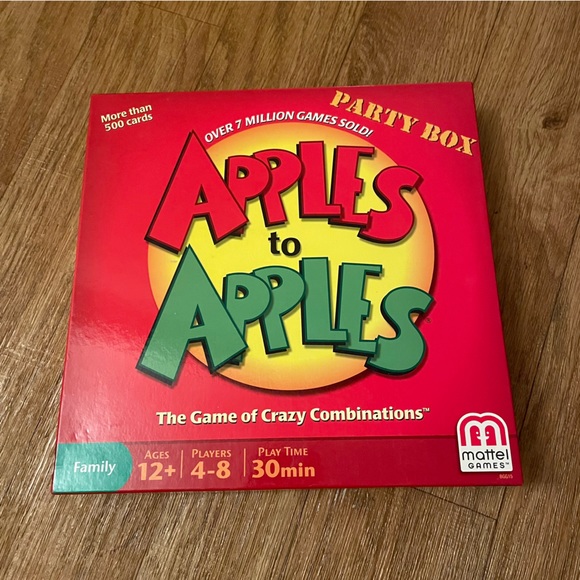 More than
500 cards
PARTY BOX
OVER 7 MILLION GAMES SOLD!
APPLES
to
APPLES
The Game of Crazy Combinations™
Family
AGES
12+
PLAYERS
4-8
PLAY TIME
30min
mattel
GAMES™